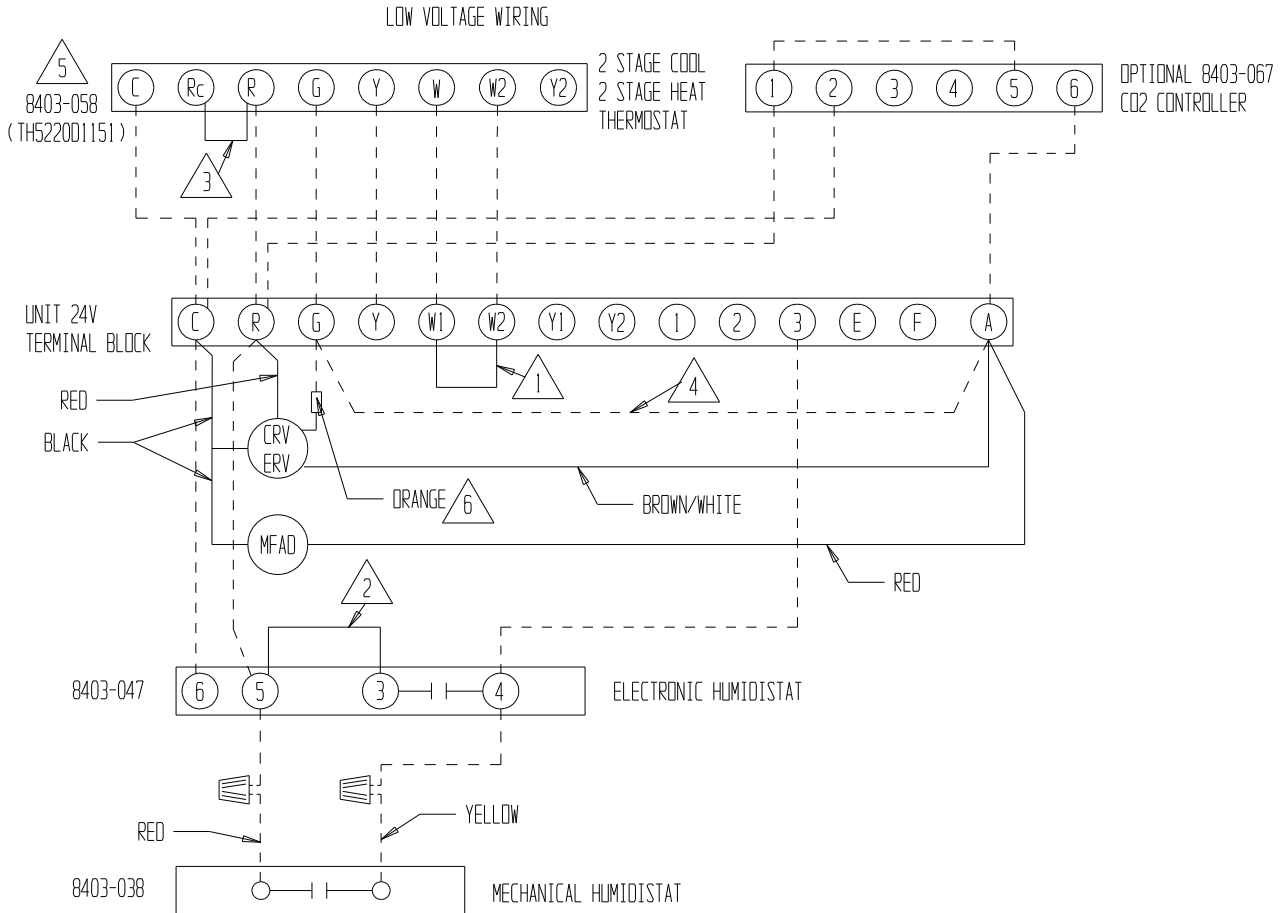 LOW VOLTAGE WIRING
5
8403-058
(TH5220D1151)
C Rc R G Y W W2 Y2
2 STAGE COOL
2 STAGE HEAT
THERMOSTAT
1 2 3 4 5 6
OPTIONAL 8403-067
CO2 CONTROLLER
3
UNIT 24V
TERMINAL BLOCK
C R G Y W1 W2 Y1 Y2 1 2 3 E F A
1
4
RED
BLACK
CRV
ERV
ORANGE
6
BROWN/WHITE
MFAD
RED
2
8403-047
6 5 3 4
ELECTRONIC HUMIDISTAT
RED
YELLOW
8403-038
MECHANICAL HUMIDISTAT